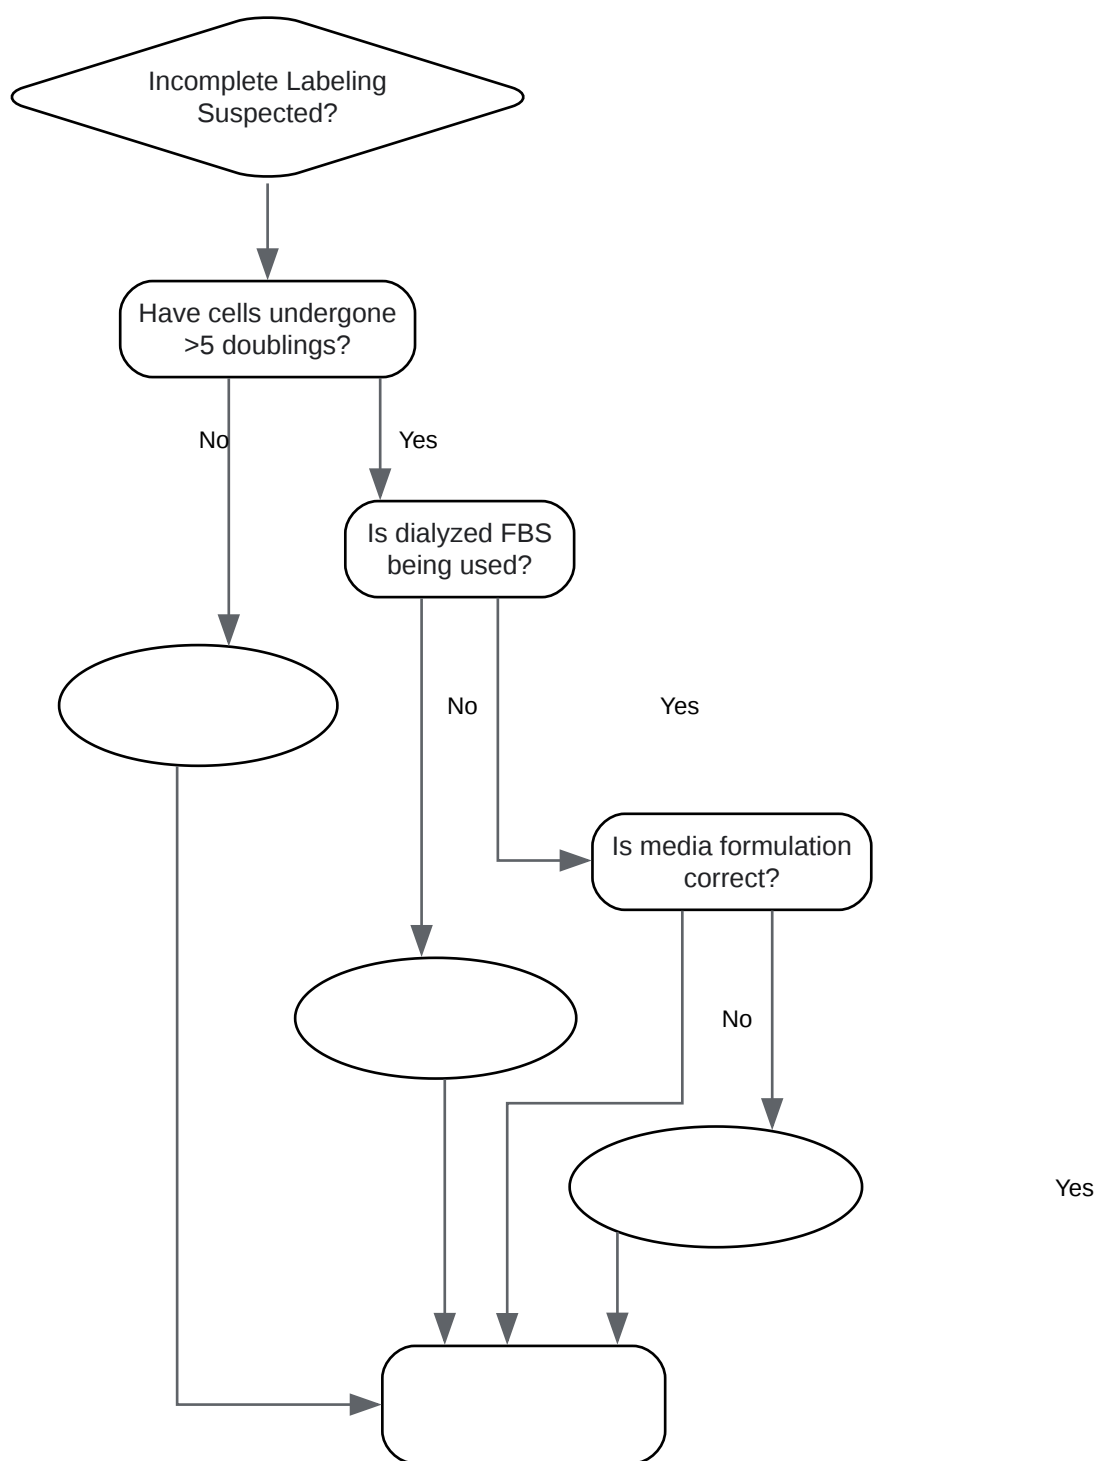 Incomplete Labeling
Suspected?
Have cells undergone
>5 doublings?
No
Yes
Is dialyzed FBS
being used?
No
Yes
Is media formulation
correct?
No
Yes